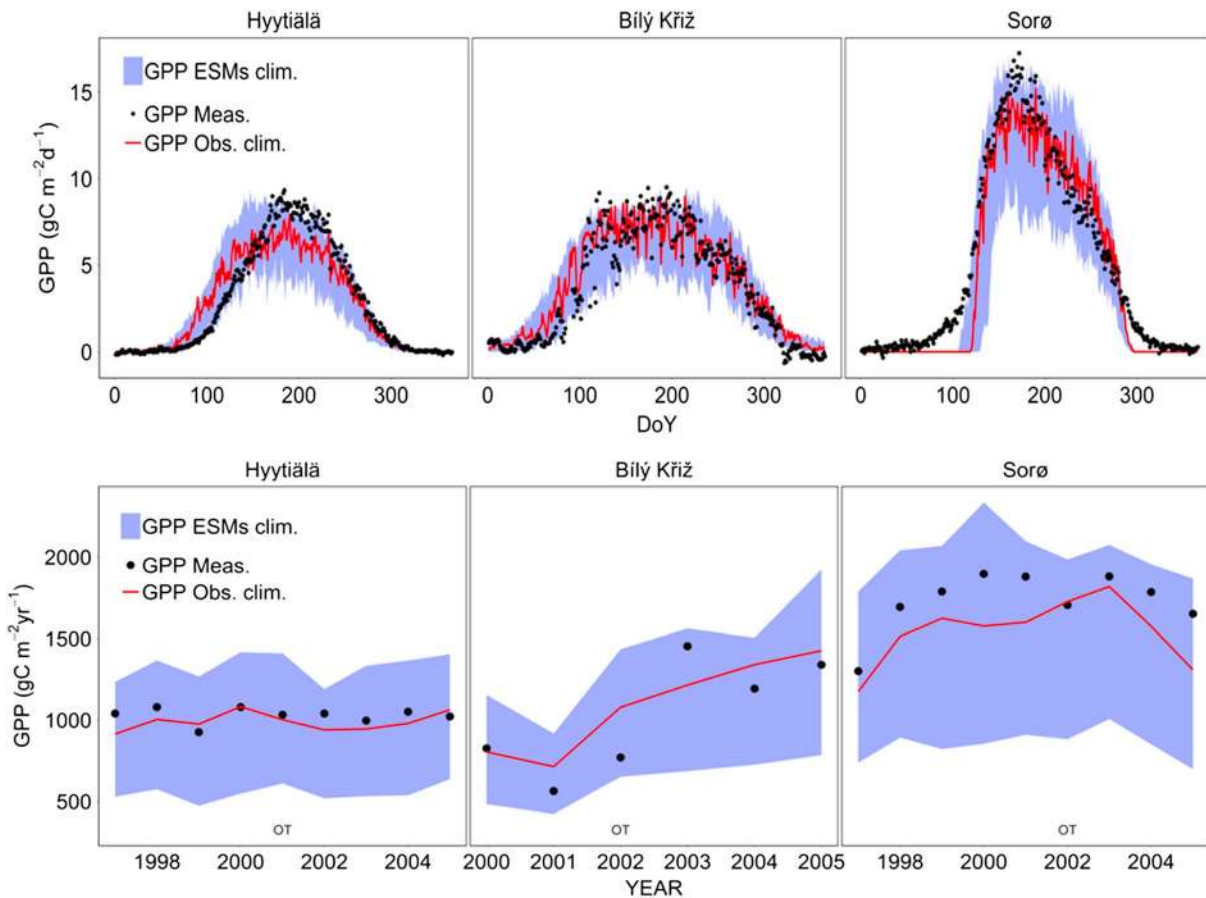 Hyytiälä Bílý Kříž Sorø
GPP ESMs clim.
GPP Meas.
GPP Obs. clim.
GPP (gC m−2d−1)
15
10
5
0
0 100 200 300 0 100 200 300 0 100 200 300
DoY
Hyytiälä Bílý Kříž Sorø
GPP ESMs clim.
GPP Meas.
GPP Obs. clim.
GPP (gC m−2yr−1)
2000
1500
1000
500
OT OT OT
1998 2000 2002 2004 2000 2001 2002 2003 2004 2005 1998 2000 2002 2004
YEAR